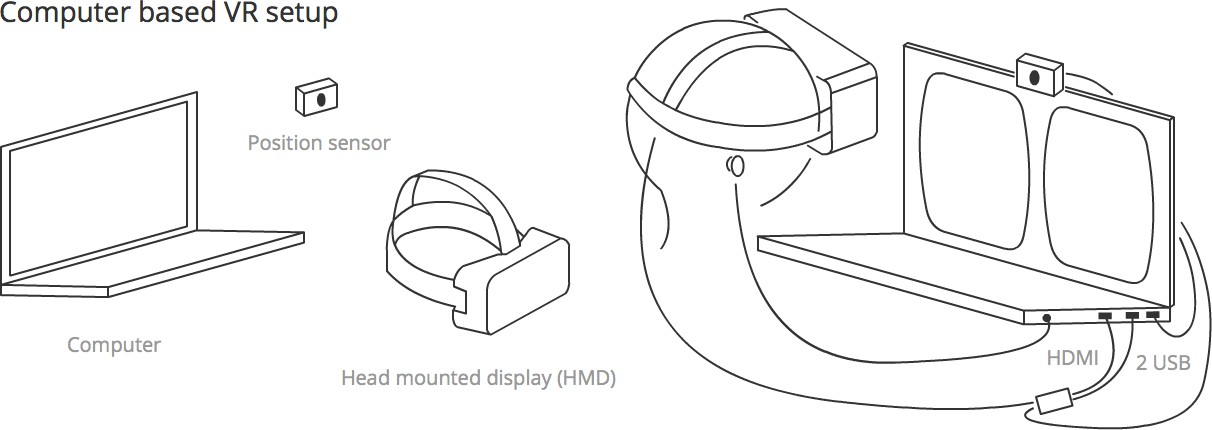 Computer based VR setup
Position sensor
Computer
Head mounted display (HMD)
HDMI
2 USB